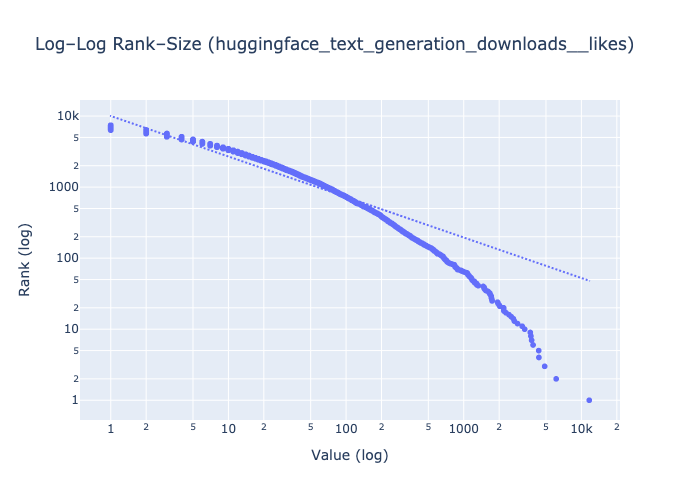 Log–Log Rank–Size (huggingface_text_generation_downloads__likes)
Rank (log)
10k
5
2
1000
5
2
100
5
2
10
5
2
1
1 2 5 10 2 5 100 2 5 1000 2 5 10k 2
Value (log)